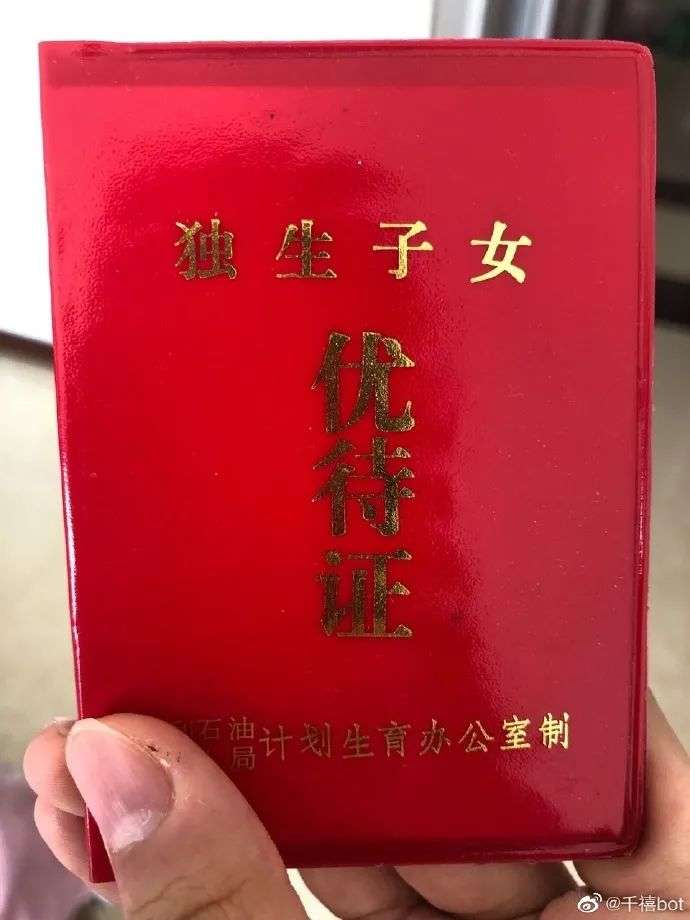 独生子女
优待证
石油局计划生育办公室制
@千禧bot